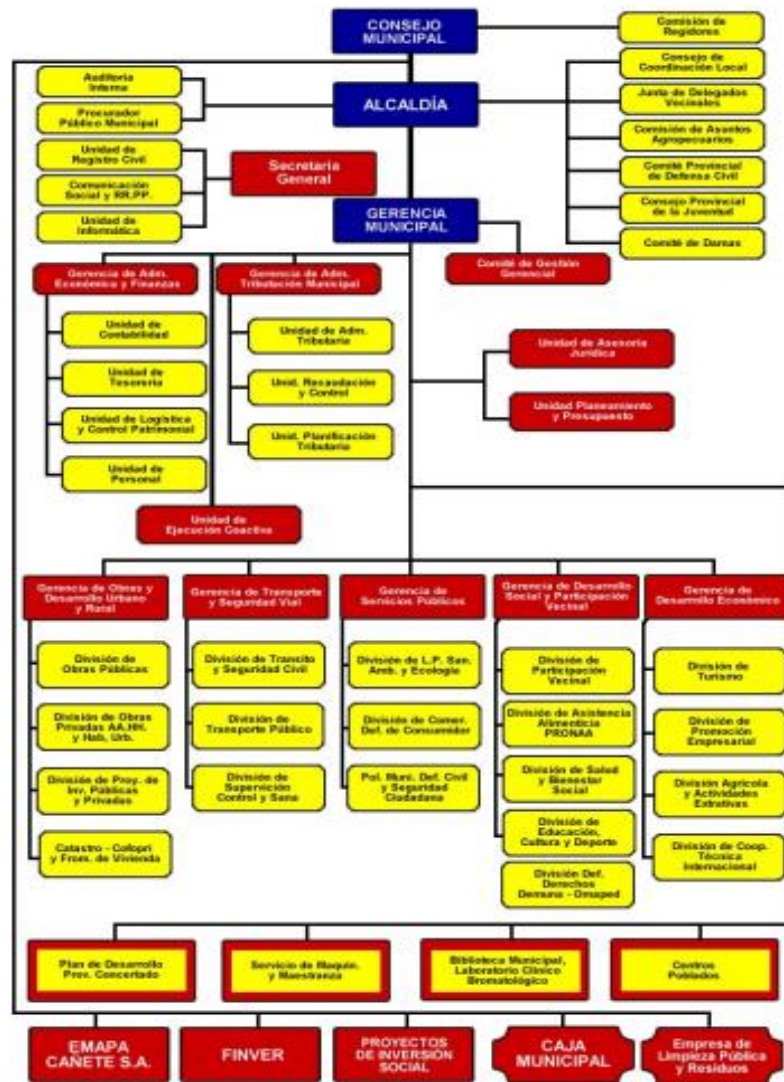 CONSEJO
MUNICIPAL
Comisión de
Regidores
Auditoría
Interna
Procurador
Público Municipal
ALCALDÍA
Consejo de
Coordinación Local
Junta de Delegados
Vecinales
Comisión de Asantos
Agropecuarios
Comité Provincial
de Defensa Civil
Consejo Provincial
de la Juventud
Comité de Damas
Unidad de
Registro Civil
Comunicación
Social y RR.PP.
Unidad de
Informática
Secretaria
General
GERENCIA
MUNICIPAL
Comité de Gestión
Gerencial
Gerencia de Adm.
Económica y Finanzas
Unidad de
Contabilidad
Unidad de
Tesorería
Unidad de Logística
y Control Patrimonial
Unidad de
Personal
Gerencia de Adm.
Tributación Municipal
Unidad de Adm.
Tributaria
Unid. Resaudación
y Control
Unid. Planificación
Tributaria
Unidad de Asesoría
Jurídica
Unidad Planeamiento
y Presupuesto
Unidad de
Ejecución Coactiva
Gerencia de Obras y
Desarrollo Urbano
y Rural
División de
Obras Públicas
División de Obras
Privadas AA.HH.
y Hab. Urb.
División de Proy. de
Inv. Públicas
y Privadas
Catastro - Cofopri
y From. de Vivienda
Gerencia de Transporte
y Seguridad Vial
División de Transito
y Seguridad Civil
División de
Transporte Público
División de
Supervición
Control y Sana
Gerencia de
Servicios Públicos
División de L.P. San.
Amb. y Ecología
División de Comer.
Def. de Consumidor
Pol. Muni. Def. Civil
y Seguridad
Ciudadana
Gerencia de Desarrollo
Social y Participación
Vecinal
División de
Participación
Vecinal
División de Asistencia
Alimenticia
PRONAA
División de Salud
y Bienestar
Social
División de
Educación,
Cultura y Deporte
División Def.
Derechos
Demuna - Omaped
Gerencia de
Desarrollo Económico
División de
Turismo
División de
Promoción
Empresarial
División Agrícola
y Actividades
Extrativas
División de Coop.
Técnica
Internacional
Plan de Desarrollo
Prov. Concertado
Servicio de Maquin.
y Maestranza
Biblioteca Municipal,
Laboratorio Clínico
Bromatológico
Centros
Poblados
EMAPA
CAÑETE S.A.
FINVER
PROYECTOS
DE INVERSIÓN
SOCIAL
CAJA
MUNICIPAL
Empresa de
Limpieza Pública
y Residuos